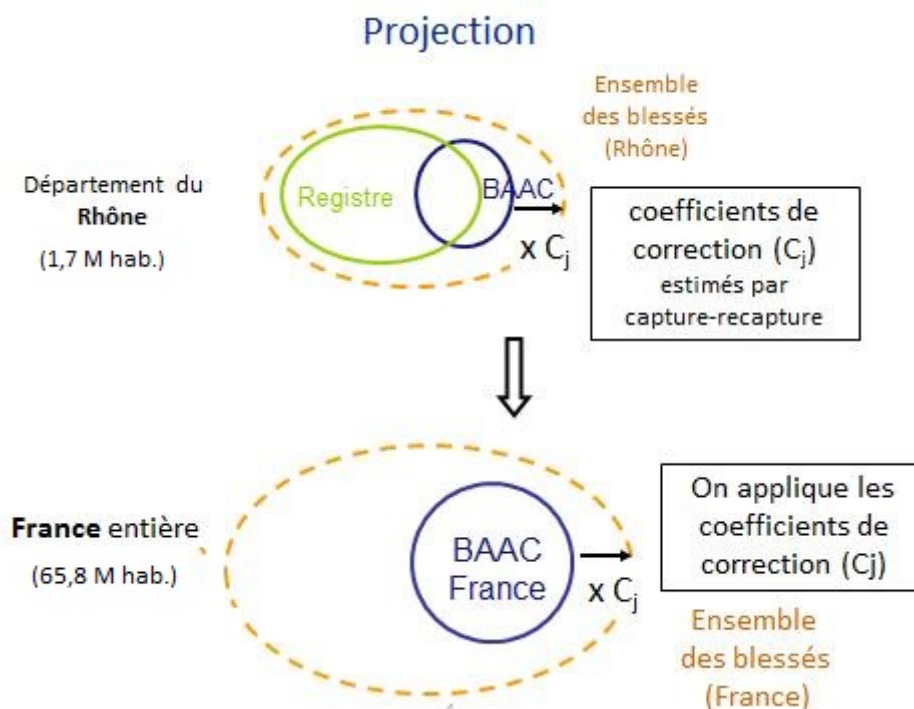 Projection
Ensemble
des blessés
(Rhône)
Département du
Rhône
(1,7 M hab.)
Registre
BAAC
x Cj
coefficients de
correction (Cj)
estimés par
capture-recapture
France entière
(65,8 M hab.)
BAAC
France
x Cj
On applique les
coefficients de
correction (Cj)
Ensemble
des blessés
(France)